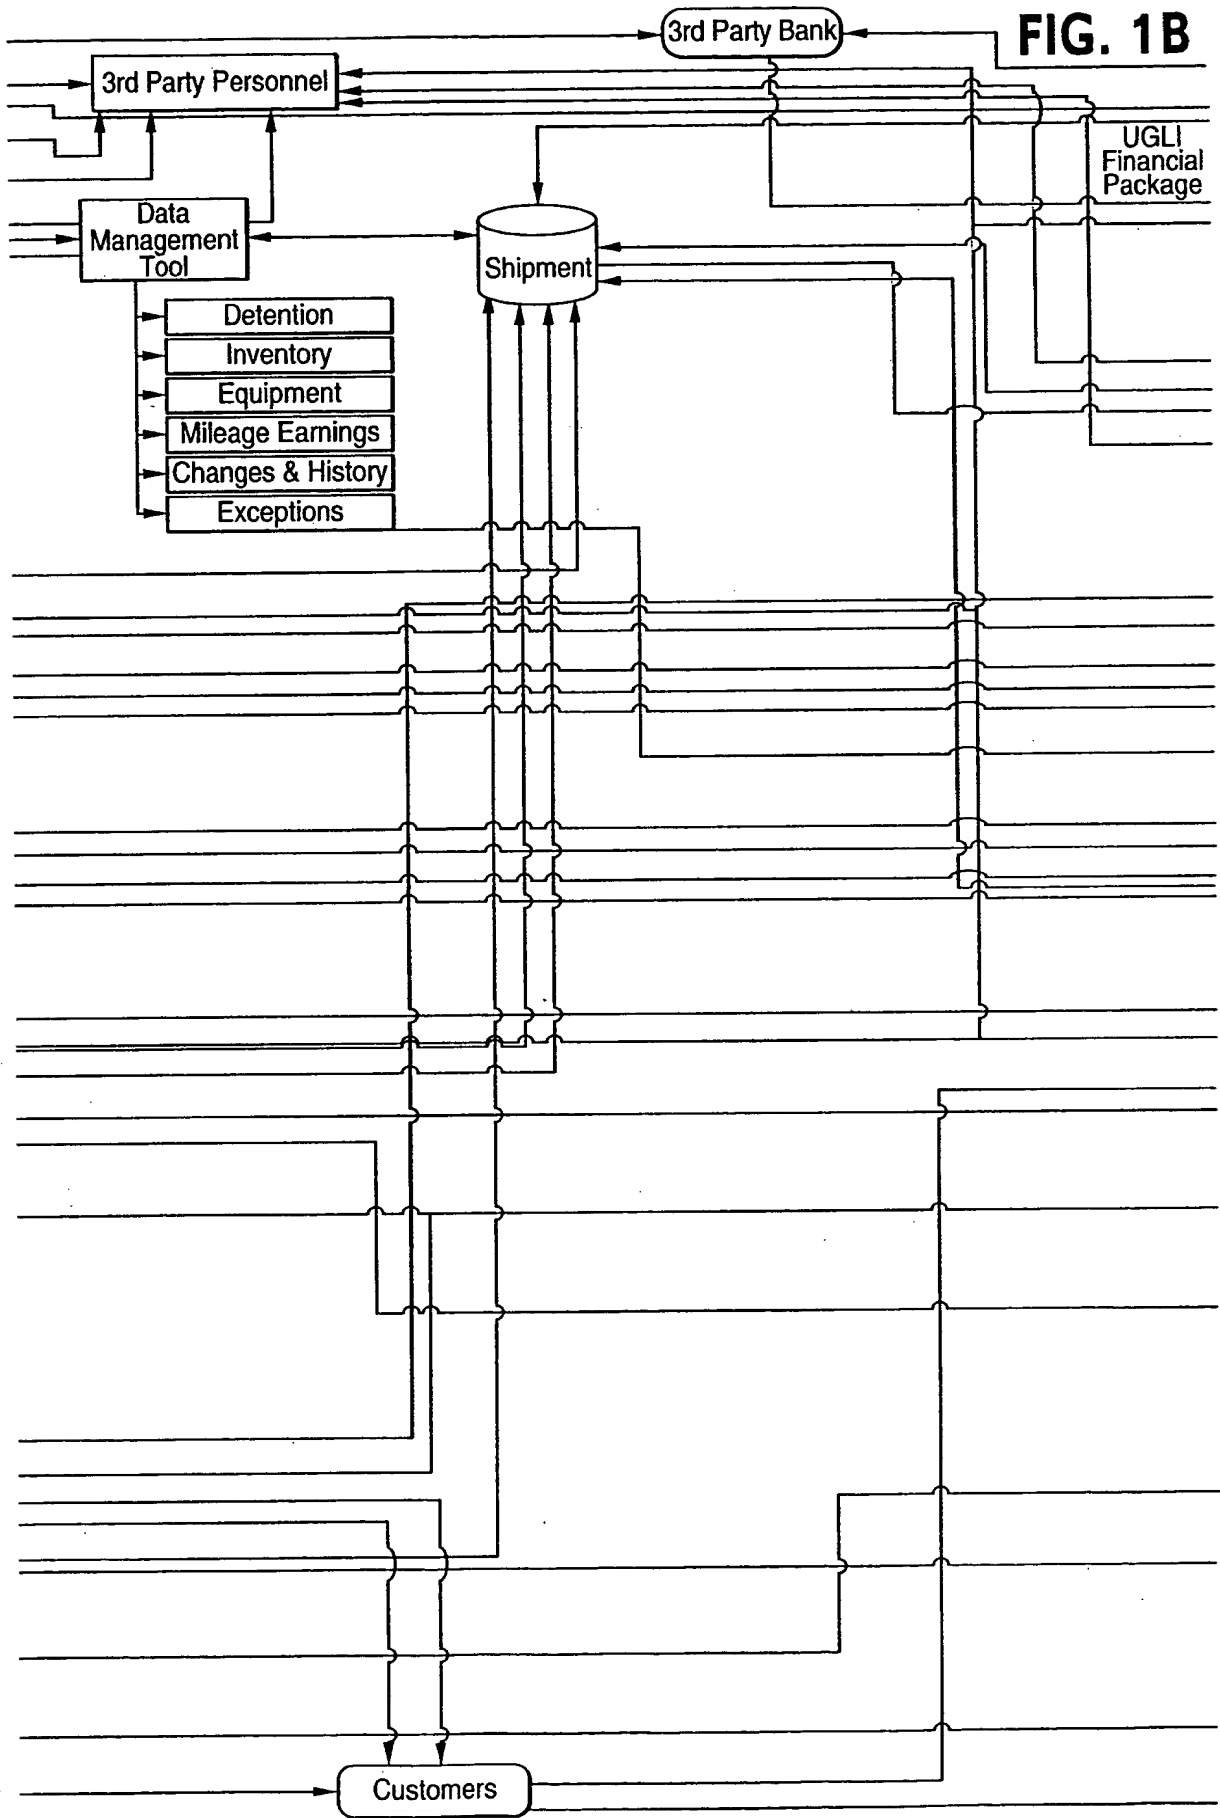 FIG. 1B
3rd Party Bank
3rd Party Personnel
UGLI
Financial
Package
Data
Management
Tool
Shipment
Detention
Inventory
Equipment
Mileage Earnings
Changes & History
Exceptions
Customers